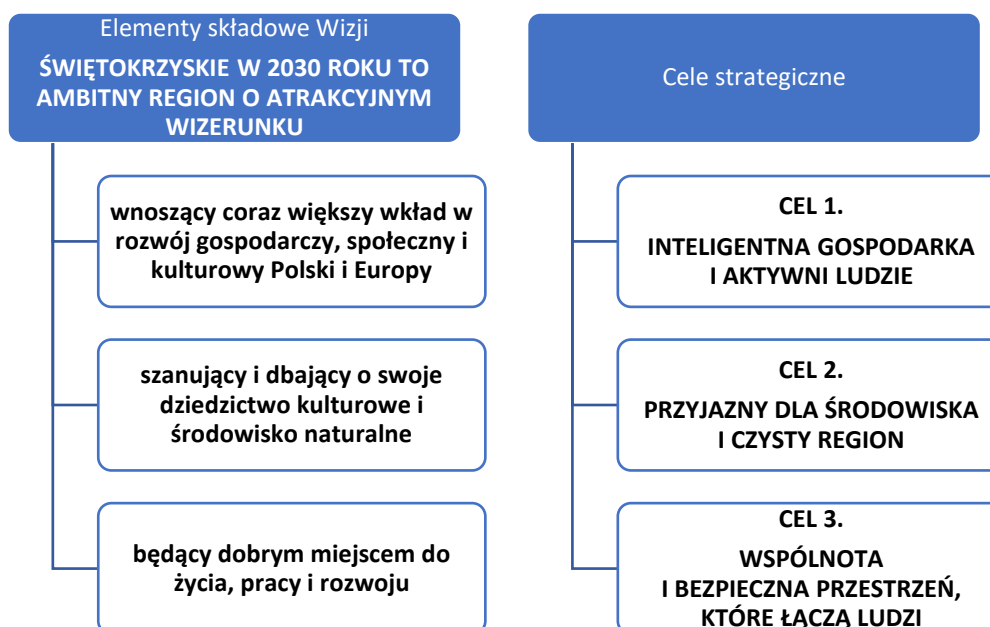 Elementy składowe Wizji
ŚWIĘTOKRZYSKIE W 2030 ROKU TO
AMBITNY REGION O ATRAKCYJNYM
WIZERUNKU
wnoszący coraz większy wkład w
rozwój gospodarczy, społeczny i
kulturowy Polski i Europy
szanujący i dbający o swoje
dziedzictwo kulturowe i
środowisko naturalne
będący dobrym miejscem do
życia, pracy i rozwoju
Cele strategiczne
CEL 1.
INTELIGENTNA GOSPODARKA
I AKTYWNI LUDZIE
CEL 2.
PRZYJAZNY DLA ŚRODOWISKA
I CZYSTY REGION
CEL 3.
WSPÓLNOTA
I BEZPIECZNA PRZESTRZEŃ,
KTÓRE ŁĄCZĄ LUDZI